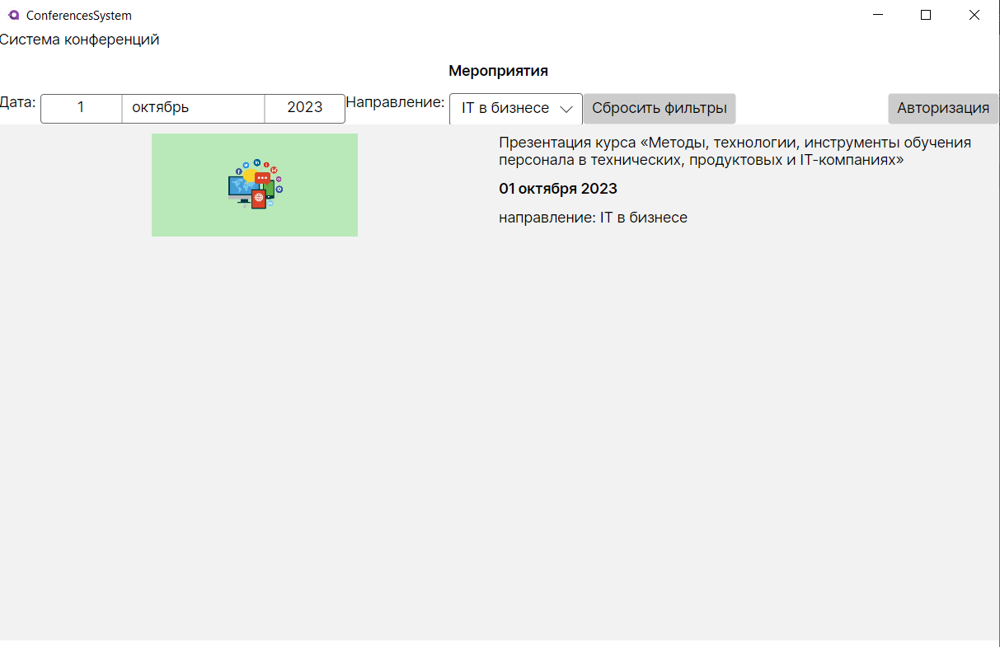 ConferencesSystem
Система конференций
Мероприятия
Дата: 1 октябрь 2023 Направление: IT в бизнесе Сбросить фильтры Авторизация
Презентация курса «Методы, технологии, инструменты обучения
персонала в технических, продуктовых и IT-компаниях»
01 октября 2023
направление: IT в бизнесе